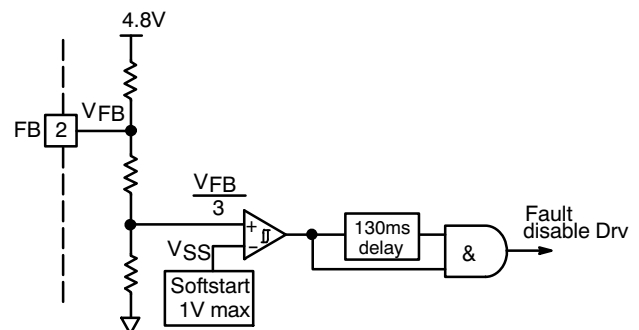 4.8V
FB 2 VFB
VFB
3
+
−
VSS
Softstart
1V max
130ms
delay
&
Fault
disable Drv